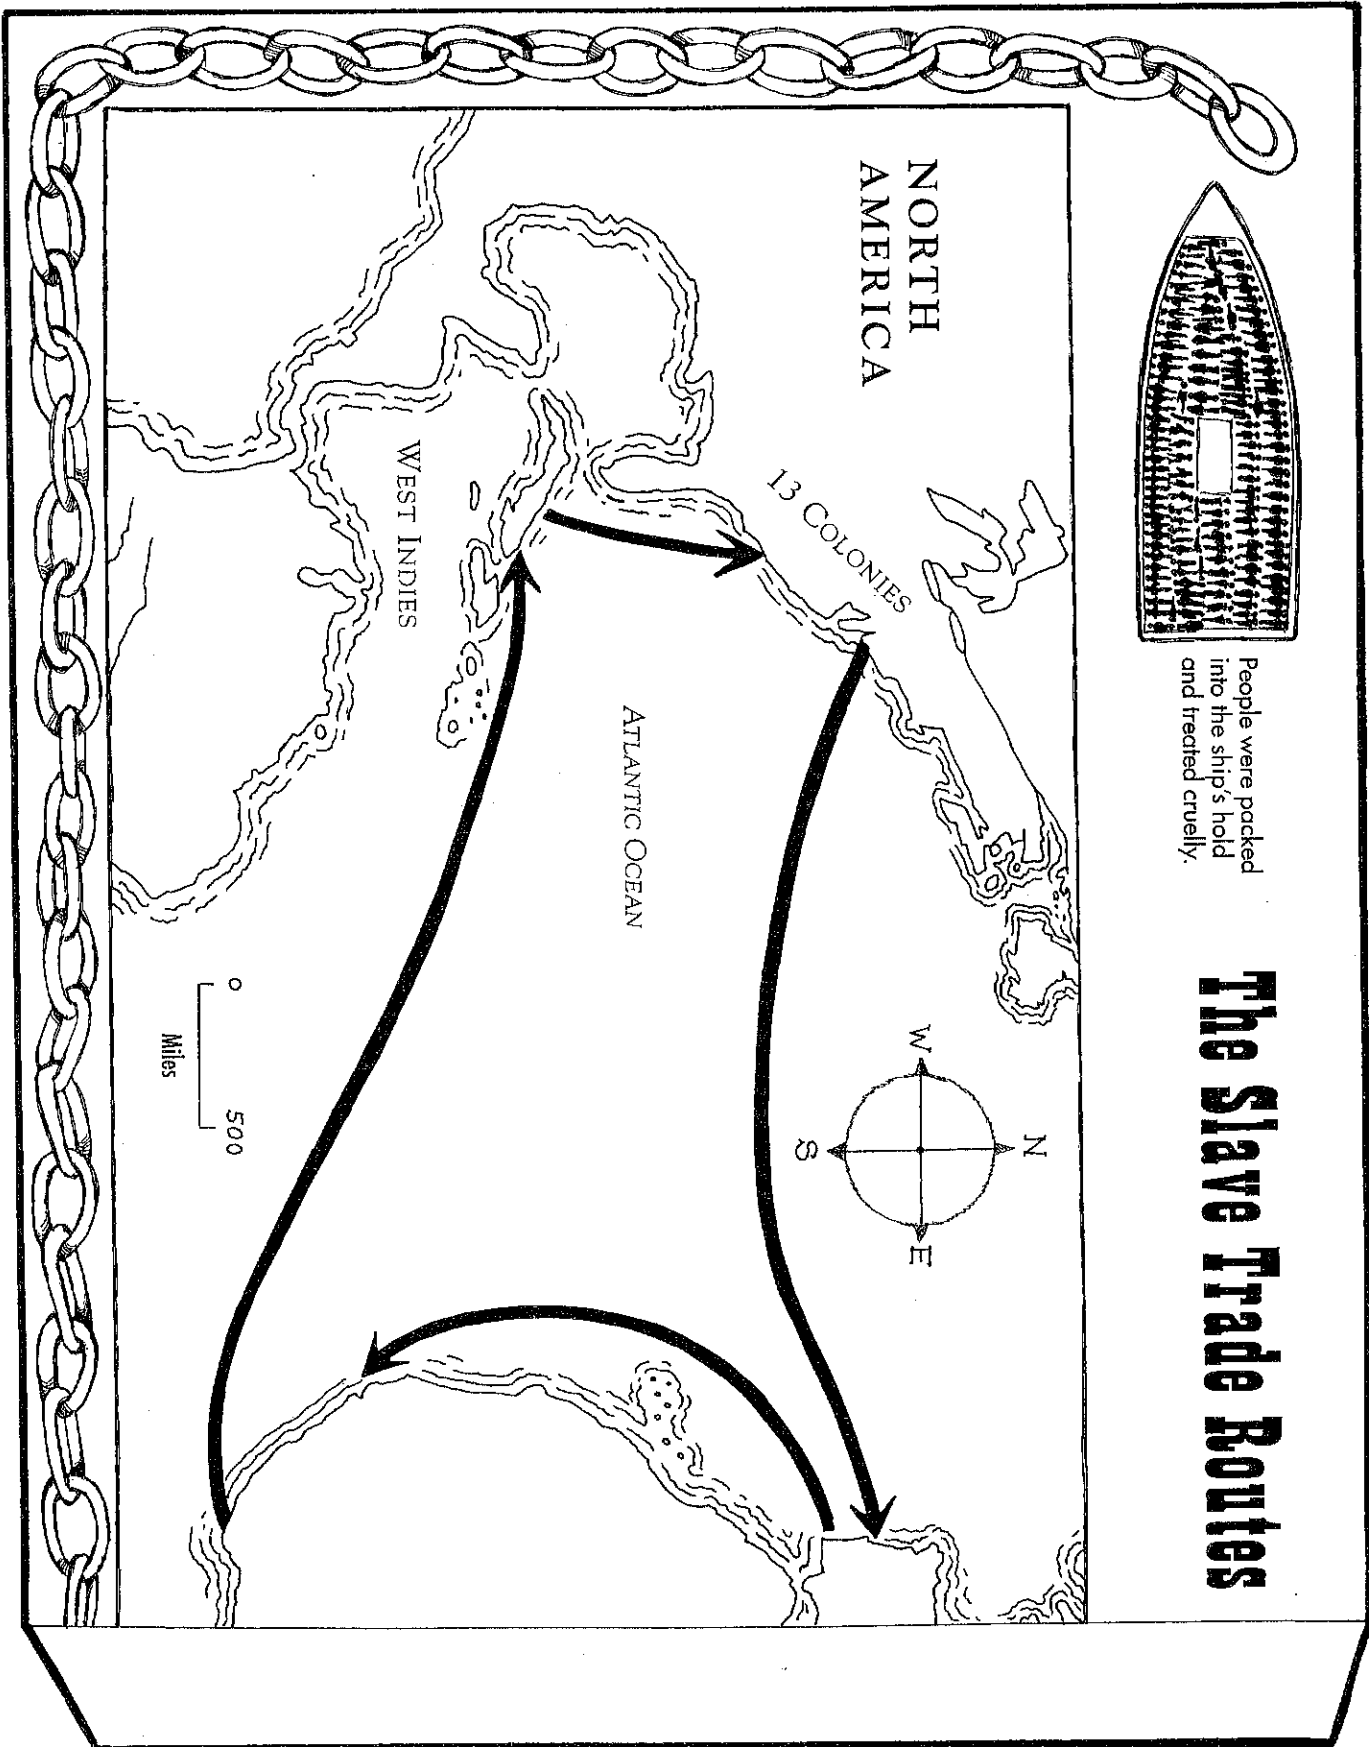 The Slave Trade Routes
People were packed
into the ship's hold
and treated cruelly.
NORTH
AMERICA
13 COLONIES
WEST INDIES
ATLANTIC OCEAN
N
W
E
S
0 500
Miles